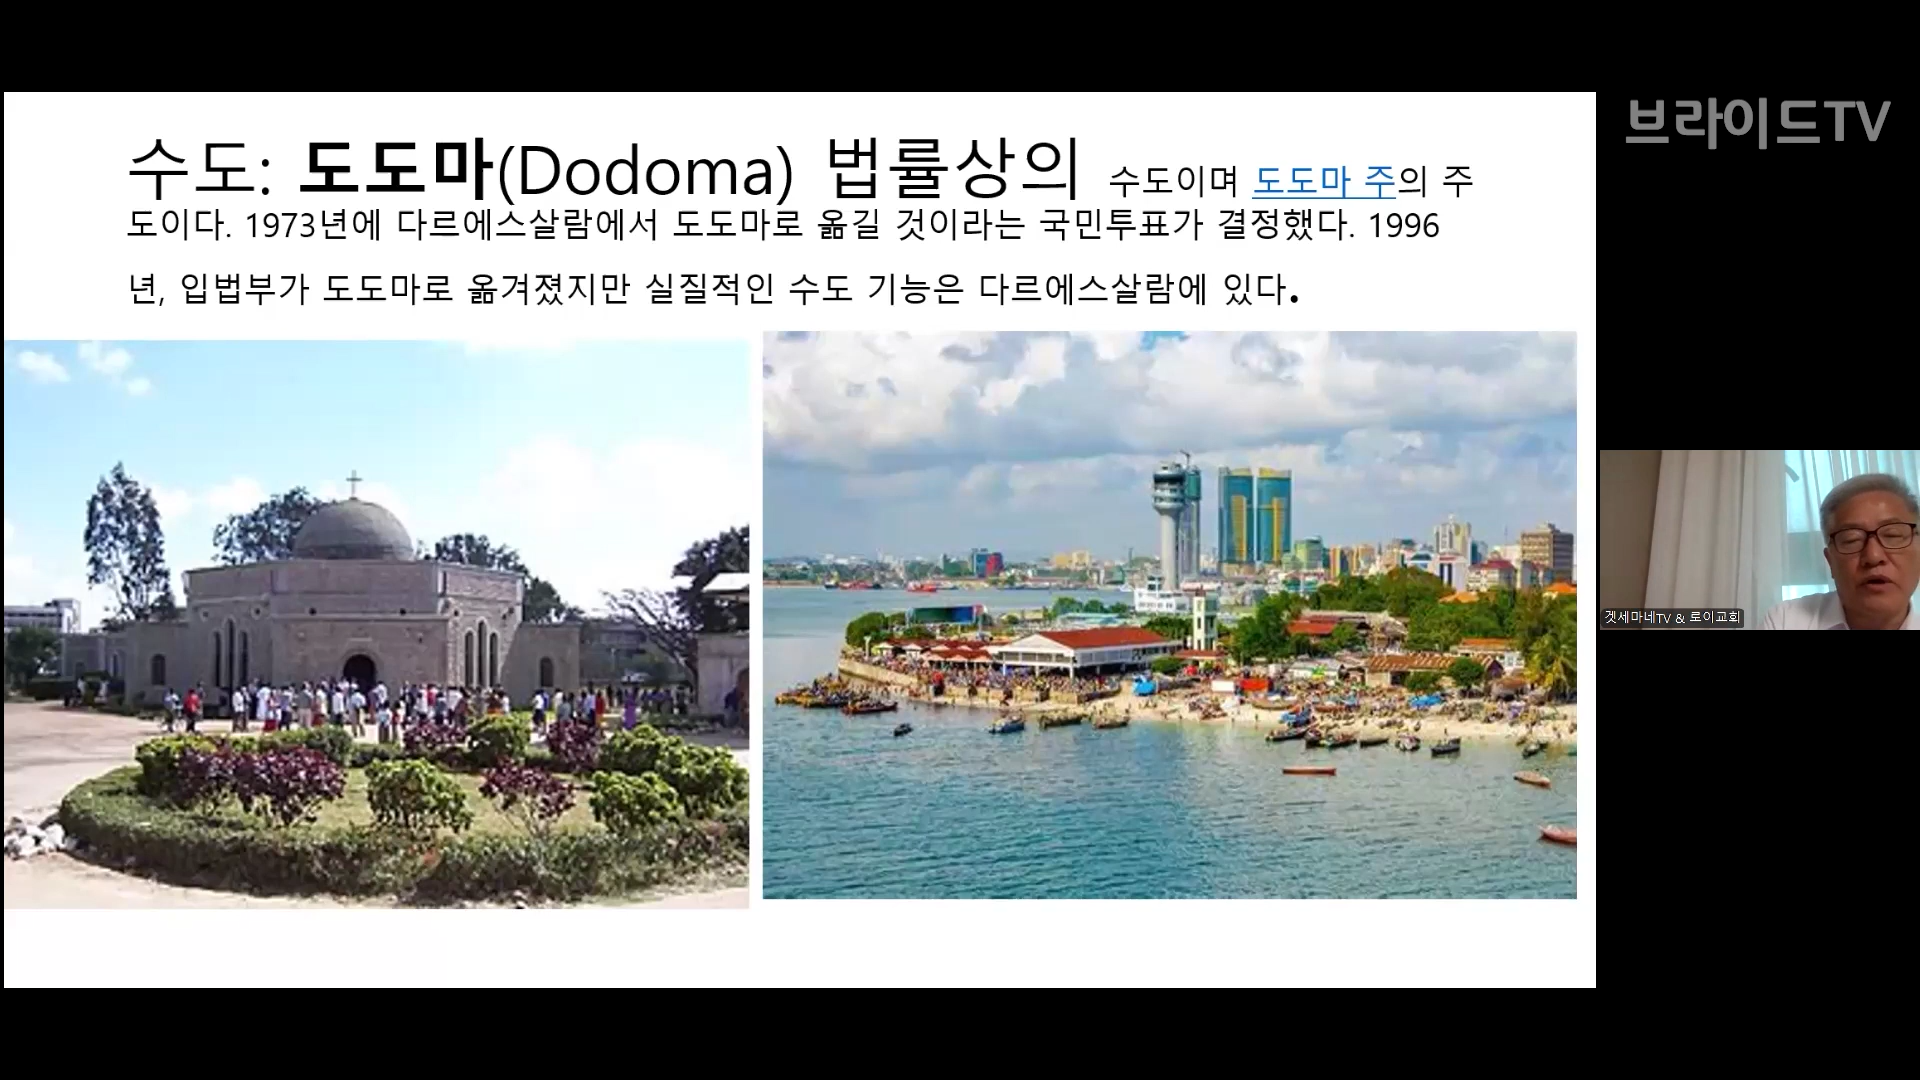 브라이드TV
수도: 도도마(Dodoma) 법률상의 수도이며 도도마 주의 주
도이다. 1973년에 다르에스살람에서 도도마로 옮길 것이라는 국민투표가 결정했다. 1996
년, 입법부가 도도마로 옮겨졌지만 실질적인 수도 기능은 다르에스살람에 있다.
겟세마네TV & 로이교회